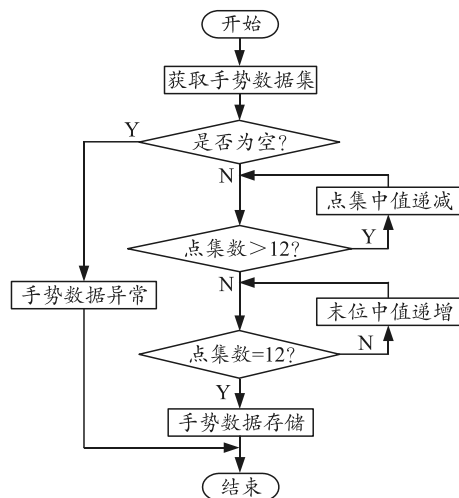 开始
获取手势数据集
是否为空?
Y
N
点集中值递减
点集数>12?
Y
N
手势数据异常
末位中值递增
点集数=12?
N
Y
手势数据存储
结束